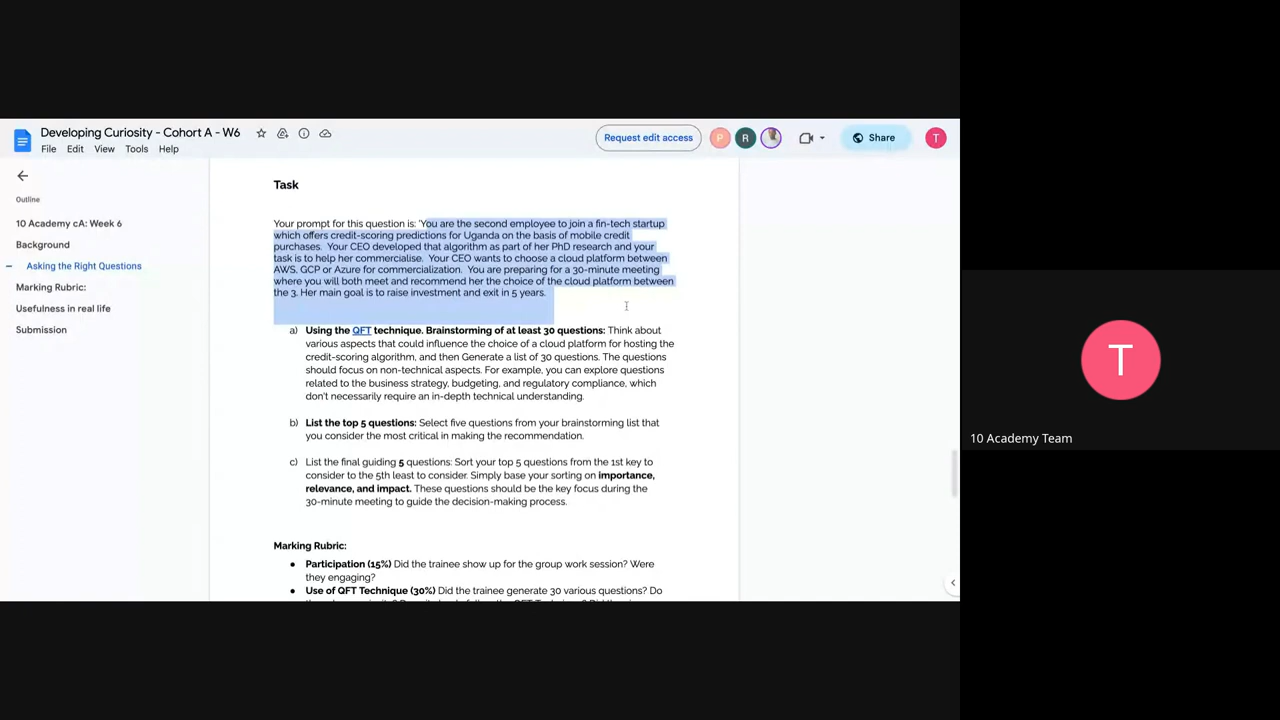 Developing Curiosity - Cohort A - W6
File Edit View Tools Help
Request edit access
P
R
Share
T
Outline
10 Academy cA: Week 6
Background
Asking the Right Questions
Marking Rubric:
Usefulness in real life
Submission
Task
Your prompt for this question is: 'You are the second employee to join a fin-tech startup
which offers credit-scoring predictions for Uganda on the basis of mobile credit
purchases. Your CEO developed that algorithm as part of her PhD research and your
task is to help her commercialise. Your CEO wants to choose a cloud platform between
AWS, GCP or Azure for commercialization. You are preparing for a 30-minute meeting
where you will both meet and recommend her the choice of the cloud platform between
the 3. Her main goal is to raise investment and exit in 5 years.
a) Using the QFT technique. Brainstorming of at least 30 questions: Think about
various aspects that could influence the choice of a cloud platform for hosting the
credit-scoring algorithm, and then Generate a list of 30 questions. The questions
should focus on non-technical aspects. For example, you can explore questions
related to the business strategy, budgeting, and regulatory compliance, which
don't necessarily require an in-depth technical understanding.
b) List the top 5 questions: Select five questions from your brainstorming list that
you consider the most critical in making the recommendation.
c) List the final guiding 5 questions: Sort your top 5 questions from the 1st key to
consider to the 5th least to consider. Simply base your sorting on importance,
relevance, and impact. These questions should be the key focus during the
30-minute meeting to guide the decision-making process.
Marking Rubric:
● Participation (15%) Did the trainee show up for the group work session? Were
they engaging?
● Use of QFT Technique (30%) Did the trainee generate 30 various questions? Do
T
10 Academy Team